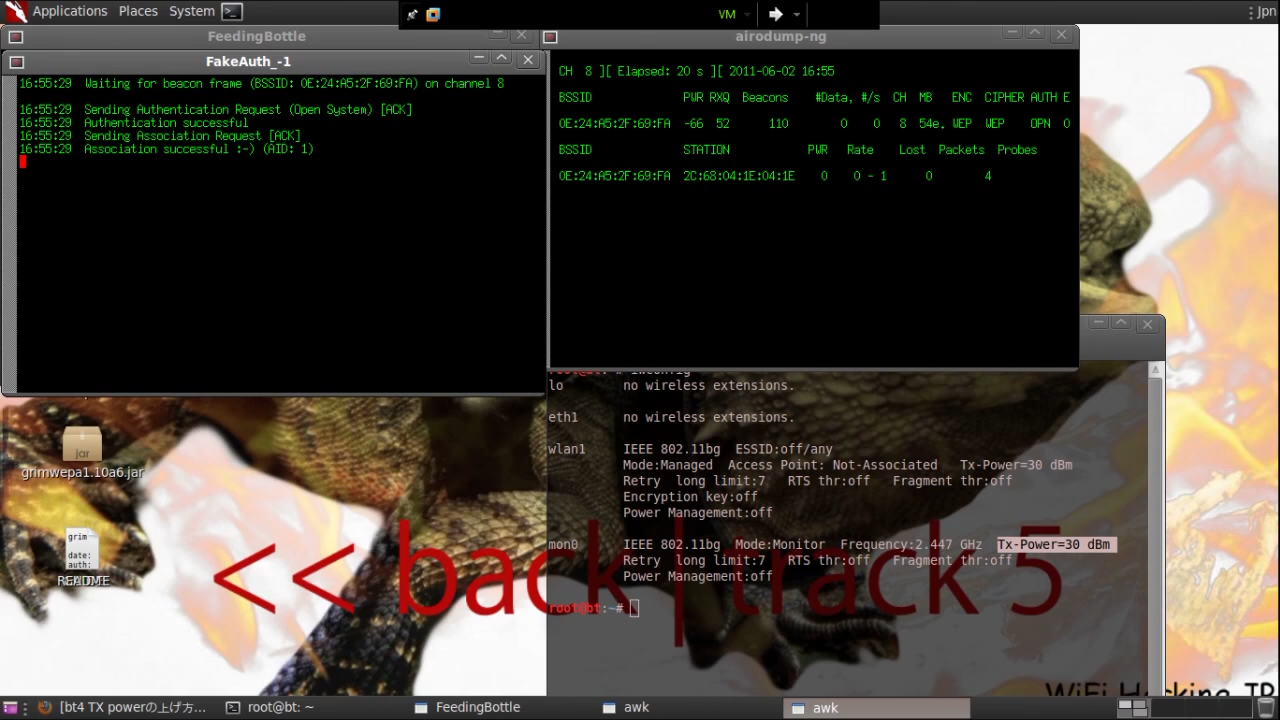 Applications Places System
VM
Jpn
FeedingBottle
airodump-ng
FakeAuth_-1
16:55:29 Waiting for beacon frame (BSSID: 0E:24:A5:2F:69:FA) on channel 8
16:55:29 Sending Authentication Request (Open System) [ACK]
16:55:29 Authentication successful
16:55:29 Sending Association Request [ACK]
16:55:29 Association successful :-) (AID: 1)
CH 8 ][ Elapsed: 20 s ][ 2011-06-02 16:55
BSSID PWR RXQ Beacons #Data, #/s CH MB ENC CIPHER AUTH E
0E:24:A5:2F:69:FA -66 52 110 0 0 8 54e. WEP WEP OPN 0
BSSID STATION PWR Rate Lost Packets Probes
0E:24:A5:2F:69:FA 2C:68:04:1E:04:1E 0 0 - 1 0 4
lo no wireless extensions.
eth1 no wireless extensions.
wlan1 IEEE 802.11bg ESSID:off/any
Mode:Managed Access Point: Not-Associated Tx-Power=30 dBm
Retry long limit:7 RTS thr:off Fragment thr:off
Encryption key:off
Power Management:off
mon0 IEEE 802.11bg Mode:Monitor Frequency:2.447 GHz Tx-Power=30 dBm
Retry long limit:7 RTS thr:off Fragment thr:off
Power Management:off
root@bt:~#
jar
grimwepa1.10a6.jar
grim
date:
auth:
<< back | track 5
WiFi Hacking JP
[bt4 TX powerの上げ方... root@bt: ~ FeedingBottle awk awk